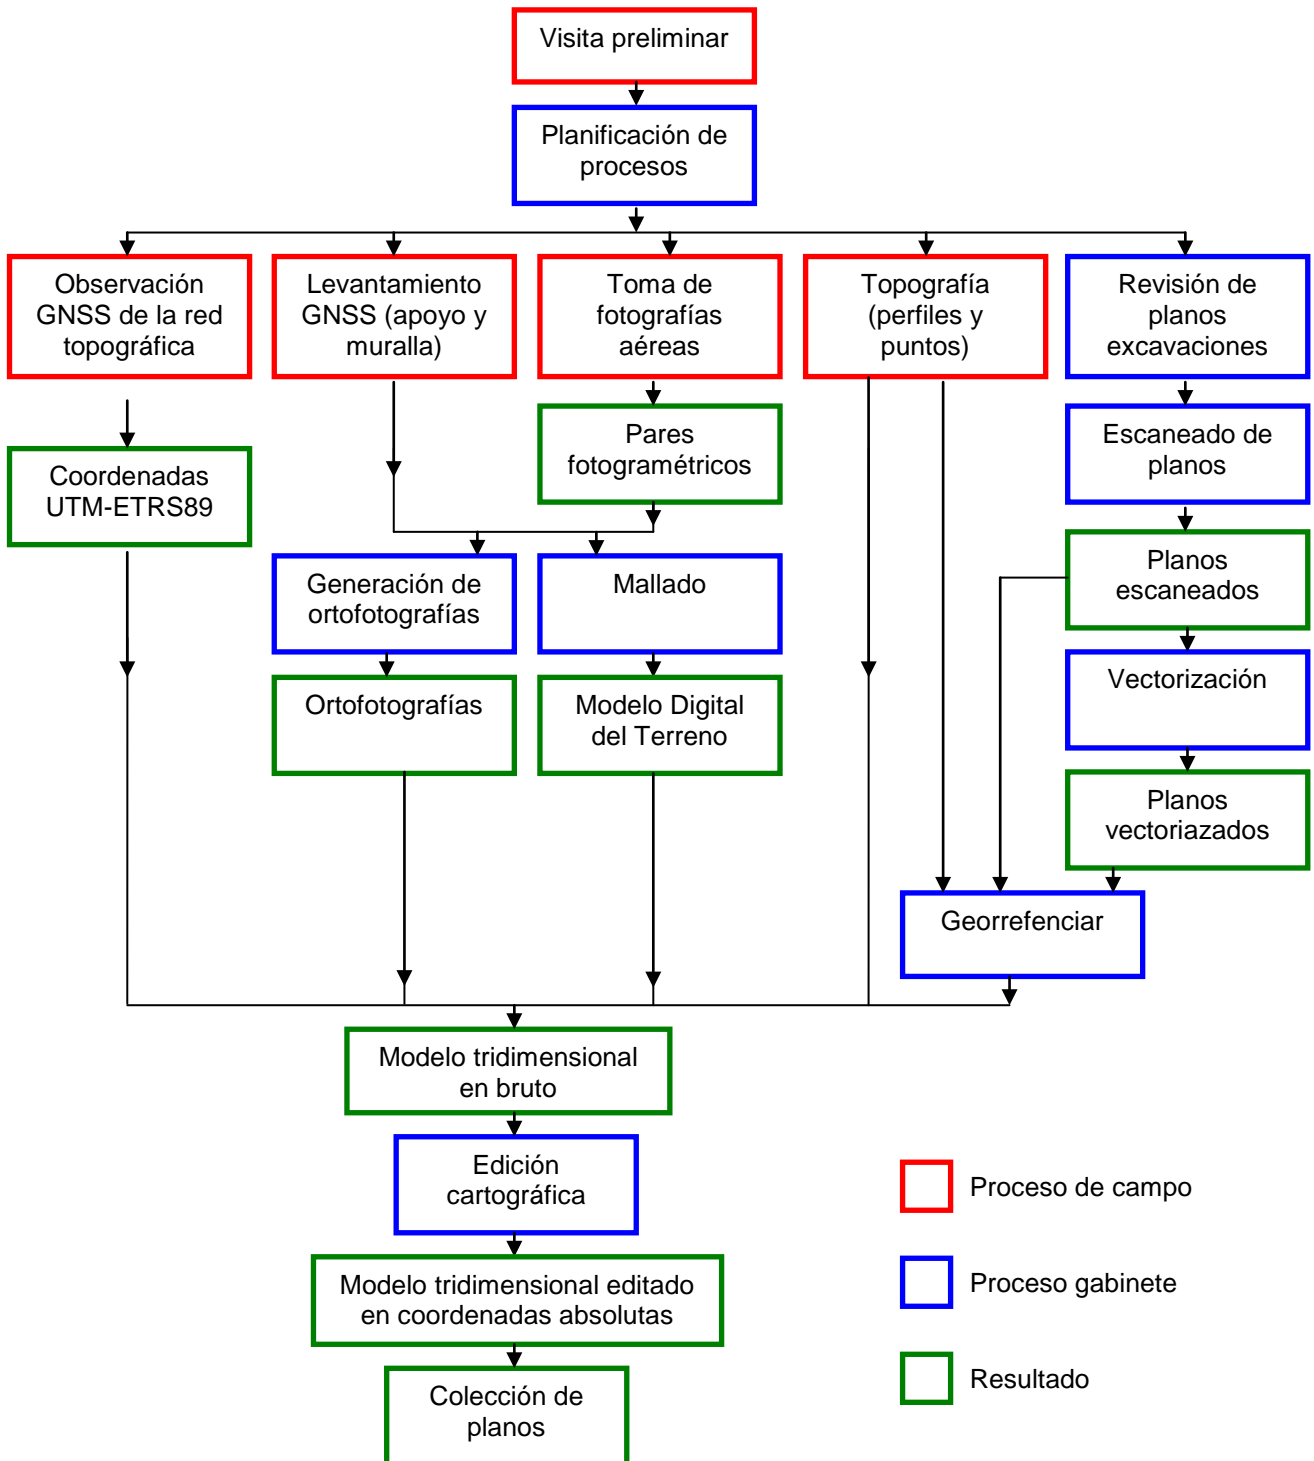 Visita preliminar
Planificación de
procesos
Observación
GNSS de la red
topográfica
Levantamiento
GNSS (apoyo y
muralla)
Toma de
fotografías
aéreas
Topografía
(perfiles y
puntos)
Revisión de
planos
excavaciones
Coordenadas
UTM-ETRS89
Pares
fotogramétricos
Escaneado de
planos
Generación de
ortofotografías
Mallado
Planos
escaneados
Ortofotografías
Modelo Digital
del Terreno
Vectorización
Planos
vectoriazados
Georrefenciar
Modelo tridimensional
en bruto
Edición
cartográfica
Modelo tridimensional editado
en coordenadas absolutas
Colección de
planos
Proceso de campo
Proceso gabinete
Resultado